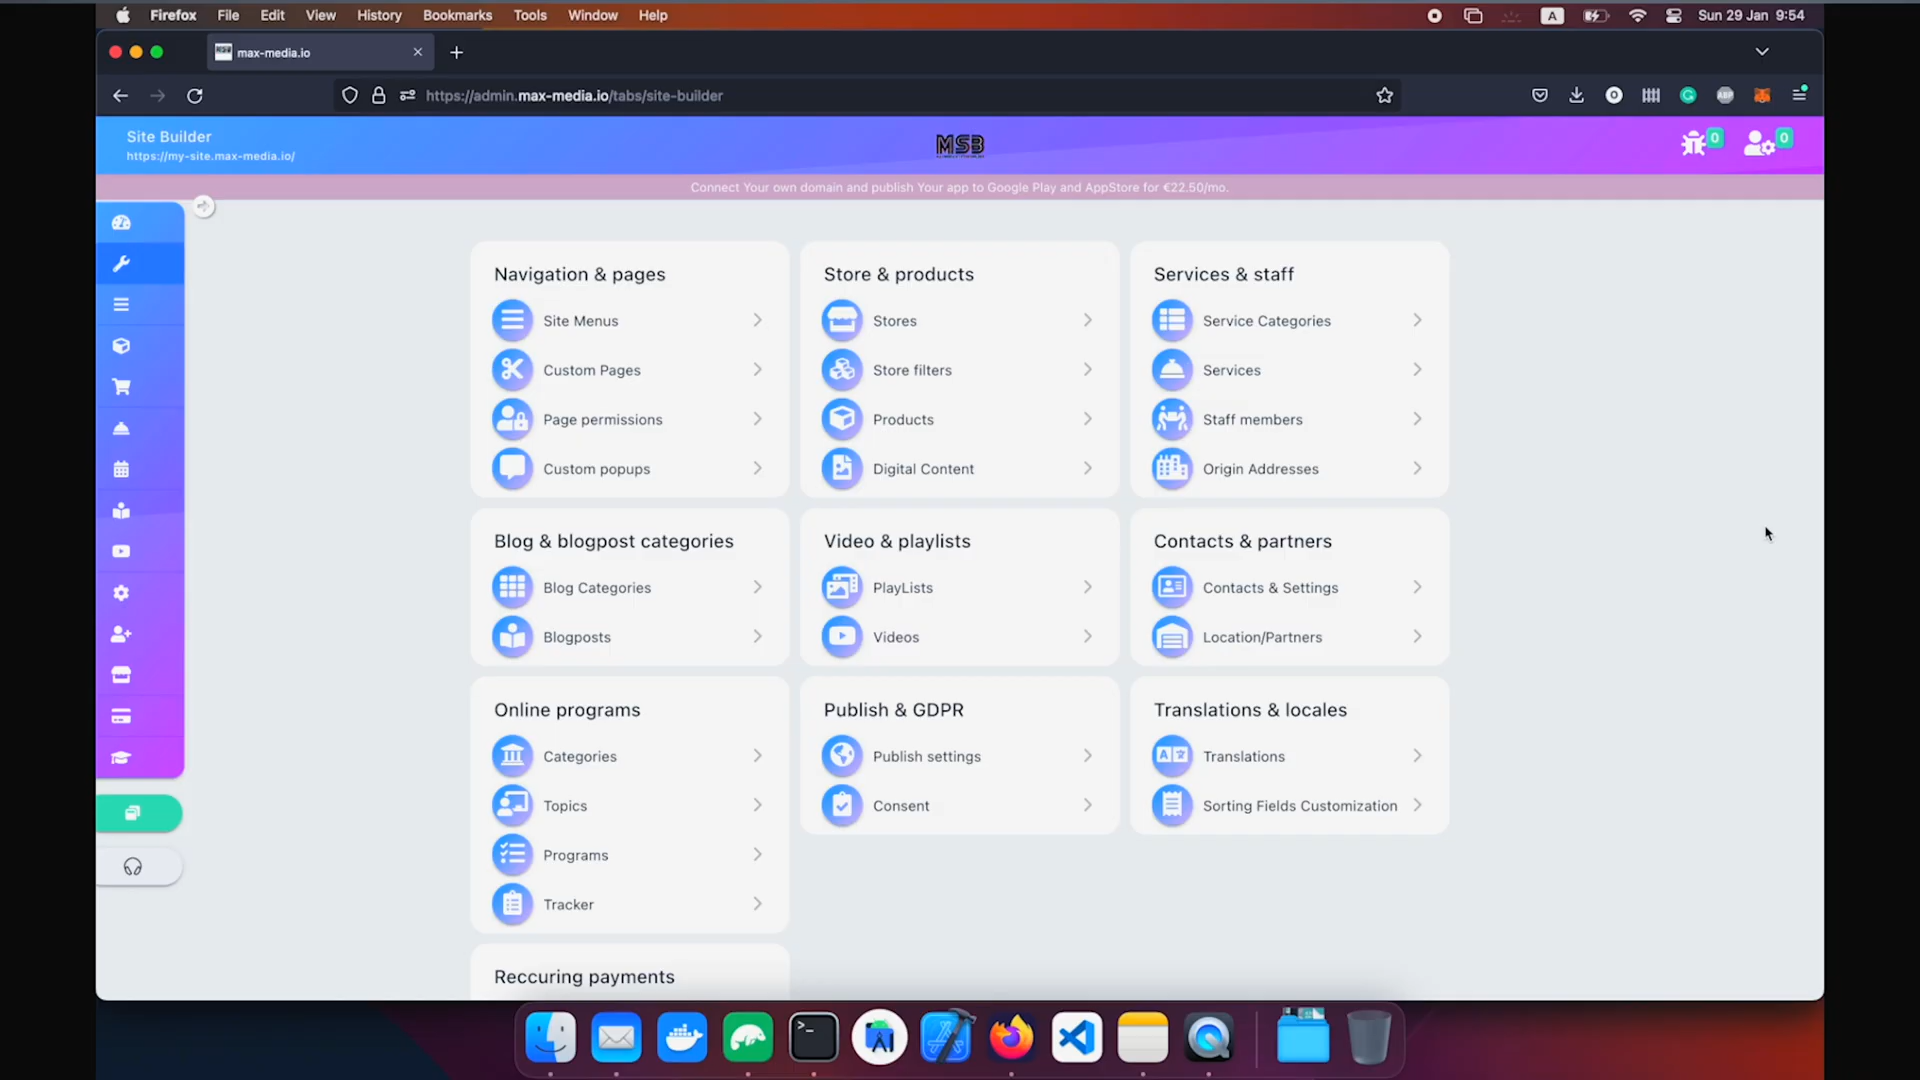 Firefox File Edit View History Bookmarks Tools Window Help
A
Sun 29 Jan 9:54
max-media.io
https://admin.max-media.io/tabs/site-builder
ABP
Site Builder
https://my-site.max-media.io/
MSB
0
0
Connect Your own domain and publish Your app to Google Play and AppStore for €22.50/mo.
Navigation & pages
Site Menus
Custom Pages
Page permissions
Custom popups
Store & products
Stores
Store filters
Products
Digital Content
Services & staff
Service Categories
Services
Staff members
Origin Addresses
Blog & blogpost categories
Blog Categories
Blogposts
Video & playlists
PlayLists
Videos
Contacts & partners
Contacts & Settings
Location/Partners
Online programs
Categories
Topics
Programs
Tracker
Publish & GDPR
Publish settings
Consent
Translations & locales
Translations
Sorting Fields Customization
Reccuring payments